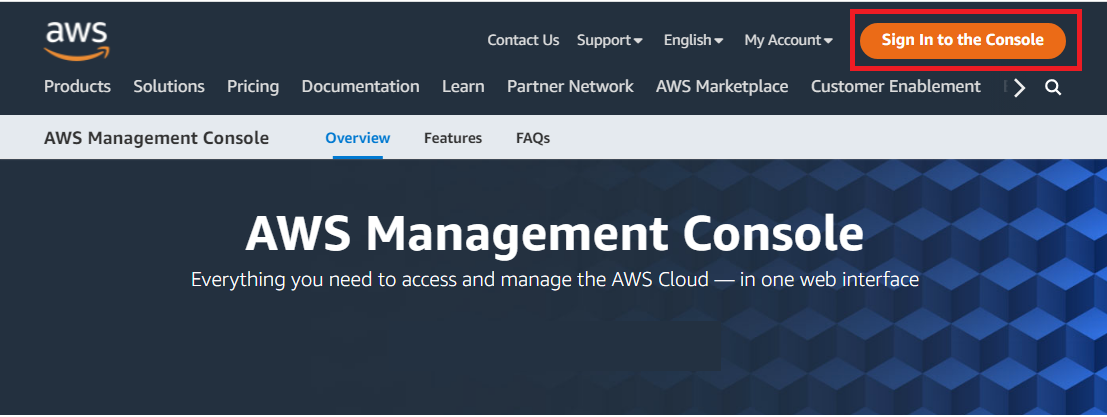 aws
Contact Us Support English My Account Sign In to the Console
Products Solutions Pricing Documentation Learn Partner Network AWS Marketplace Customer Enablement
AWS Management Console Overview Features FAQs
AWS Management Console
Everything you need to access and manage the AWS Cloud — in one web interface